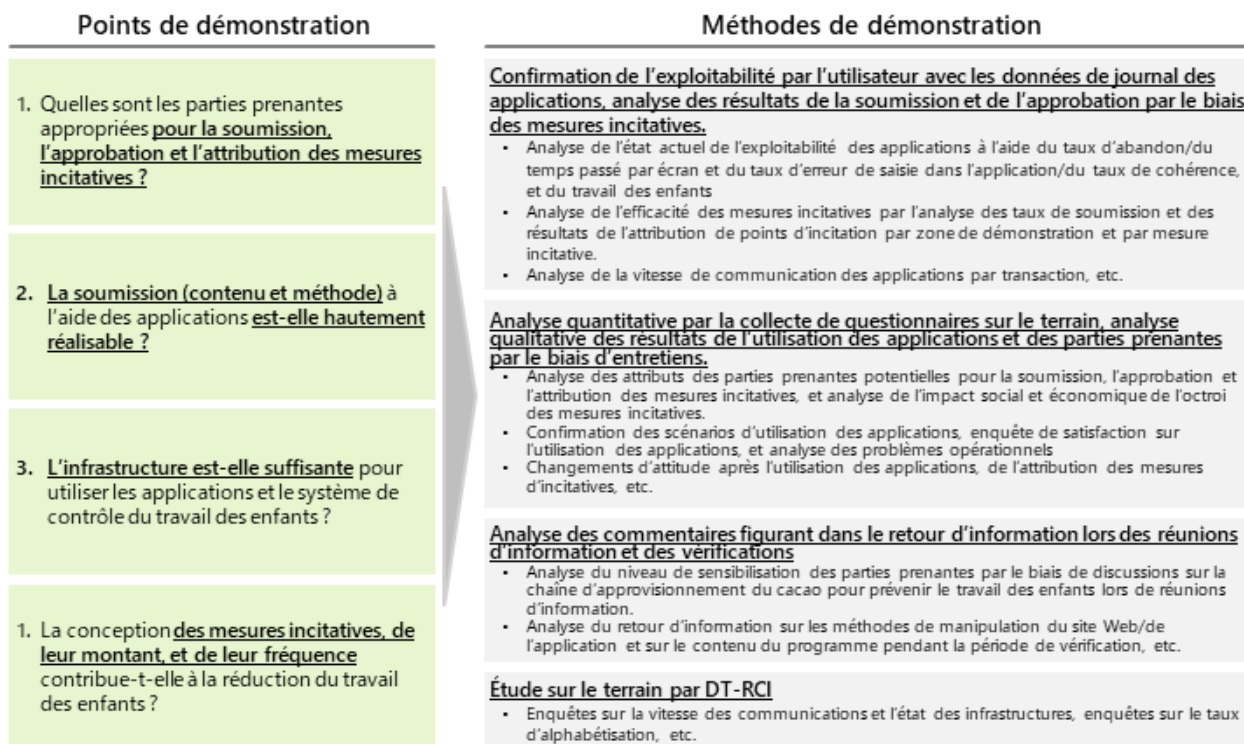 Points de démonstration
1. Quelles sont les parties prenantes
appropriées pour la soumission,
l'approbation et l'attribution des mesures
incitatives ?
2. La soumission (contenu et méthode) à
l'aide des applications est-elle hautement
réalisable ?
3. L'infrastructure est-elle suffisante pour
utiliser les applications et le système de
contrôle du travail des enfants ?
1. La conception des mesures incitatives, de
leur montant, et de leur fréquence
contribue-t-elle à la réduction du travail
des enfants ?
Méthodes de démonstration
Confirmation de l'exploitabilité par l'utilisateur avec les données de journal des
applications, analyse des résultats de la soumission et de l'approbation par le biais
des mesures incitatives.
▪ Analyse de l'état actuel de l'exploitabilité des applications à l'aide du taux d'abandon/du
temps passé par écran et du taux d'erreur de saisie dans l'application/du taux de cohérence,
et du travail des enfants
▪ Analyse de l'efficacité des mesures incitatives par l'analyse des taux de soumission et des
résultats de l'attribution de points d'incitation par zone de démonstration et par mesure
incitative.
▪ Analyse de la vitesse de communication des applications par transaction, etc.
Analyse quantitative par la collecte de questionnaires sur le terrain, analyse
qualitative des résultats de l'utilisation des applications et des parties prenantes
par le biais d'entretiens.
▪ Analyse des attributs des parties prenantes potentielles pour la soumission, l'approbation et
l'attribution des mesures incitatives, et analyse de l'impact social et économique de l'octroi
des mesures incitatives.
▪ Confirmation des scénarios d'utilisation des applications, enquête de satisfaction sur
l'utilisation des applications, et analyse des problèmes opérationnels
▪ Changements d'attitude après l'utilisation des applications, de l'attribution des mesures
d'incitatives, etc.
Analyse des commentaires figurant dans le retour d'information lors des réunions
d'information et des vérifications
▪ Analyse du niveau de sensibilisation des parties prenantes par le biais de discussions sur la
chaîne d'approvisionnement du cacao pour prévenir le travail des enfants lors de réunions
d'information.
▪ Analyse du retour d'information sur les méthodes de manipulation du site Web/de
l'application et sur le contenu du programme pendant la période de vérification, etc.
Étude sur le terrain par DT-RCI
▪ Enquêtes sur la vitesse des communications et l'état des infrastructures, enquêtes sur le taux
d'alphabétisation, etc.